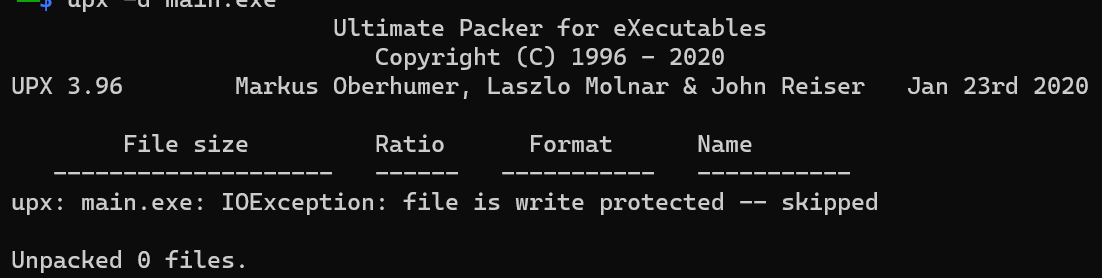 $ upx -d main.exe
Ultimate Packer for eXecutables
Copyright (C) 1996 - 2020
UPX 3.96        Markus Oberhumer, Laszlo Molnar & John Reiser   Jan 23rd 2020
File size         Ratio      Format      Name
--------------------   ------   -----------   -----------
upx: main.exe: IOException: file is write protected -- skipped
Unpacked 0 files.